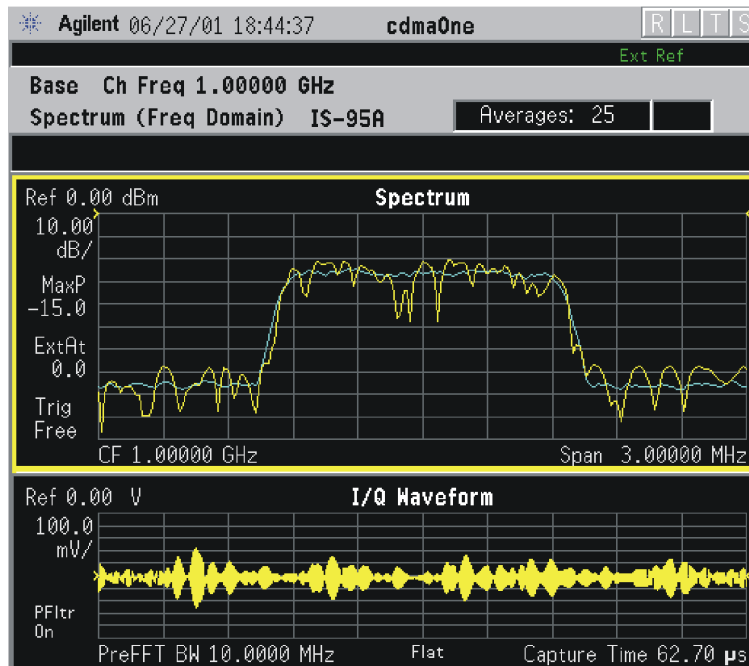 Agilent 06/27/01 18:44:37 cdmaOne R L T S
Ext Ref
Base Ch Freq 1.00000 GHz
Spectrum (Freq Domain) IS-95A Averages: 25
Ref 0.00 dBm Spectrum
10.00
dB/
MaxP
-15.0
ExtAt
0.0
Trig
Free
CF 1.00000 GHz Span 3.00000 MHz
Ref 0.00 V I/Q Waveform
100.0
mV/
PFltr
On
PreFFT BW 10.0000 MHz Flat Capture Time 62.70 µs